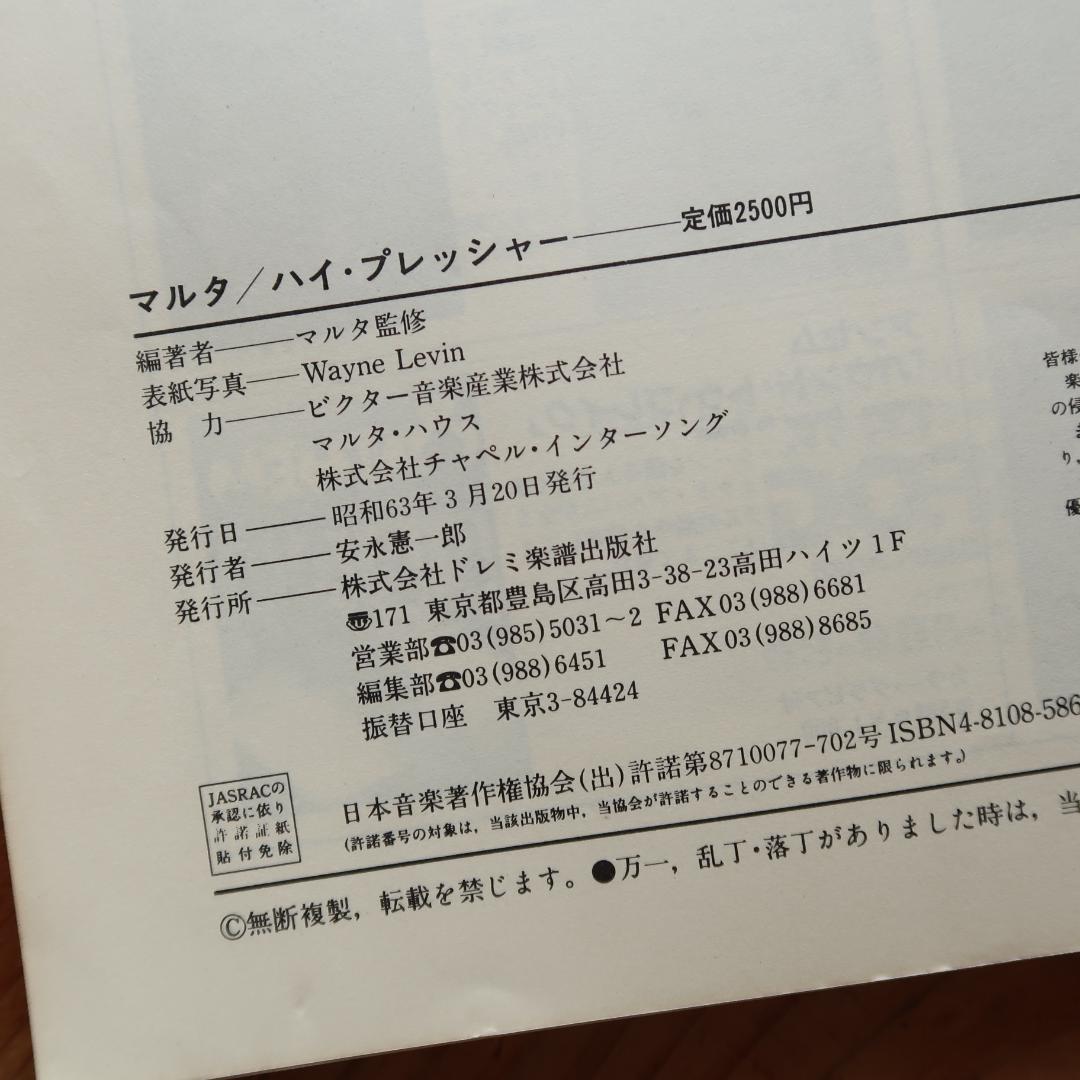 マルタ／ハイ・プレッシャー――定価2500円
編著者――マルタ監修
表紙写真――Wayne Levin
協　力――ビクター音楽産業株式会社
マルタ・ハウス
株式会社チャペル・インターソング
発行日――昭和63年3月20日発行
発行者――安永憲一郎
発行所――株式会社ドレミ楽譜出版社
〠171 東京都豊島区高田3-38-23高田ハイツ1F
営業部☎03(985)5031〜2 FAX03(988)6681
編集部☎03(988)6451 FAX03(988)8685
振替口座　東京3-84424
日本音楽著作権協会(出)許諾第8710077-702号 ISBN4-8108-586
(許諾番号の対象は，当該出版物中，当協会が許諾することのできる著作物に限られます。)
JASRACの
承認に依り
許諾証紙
貼付免除
©無断複製，転載を禁じます。●万一，乱丁・落丁がありました時は，当
皆様
楽
の侵
り，
優